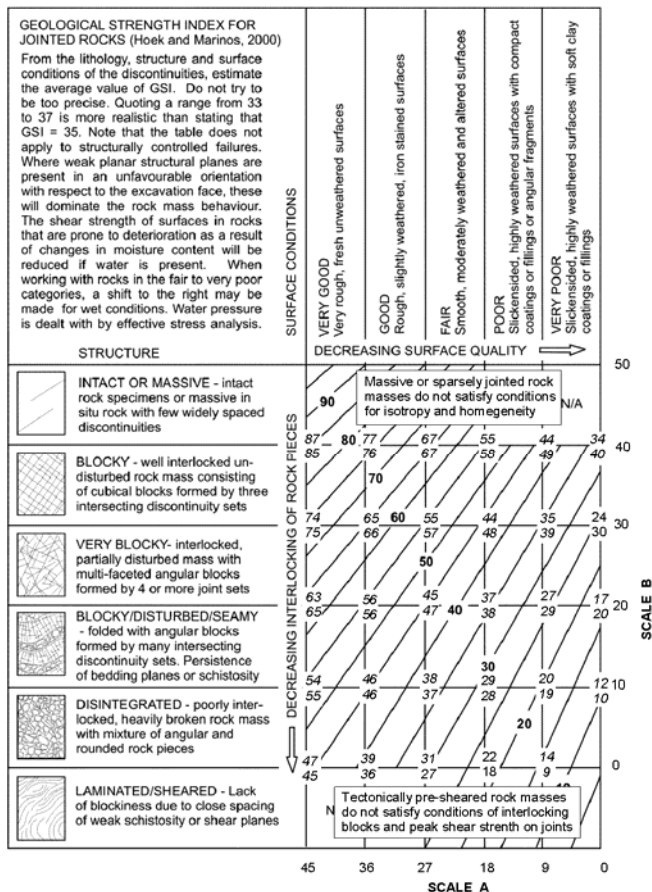 GEOLOGICAL STRENGTH INDEX FOR
JOINTED ROCKS (Hoek and Marinos, 2000)
From the lithology, structure and surface
conditions of the discontinuities, estimate
the average value of GSI. Do not try to
be too precise. Quoting a range from 33
to 37 is more realistic than stating that
GSI = 35. Note that the table does not
apply to structurally controlled failures.
Where weak planar structural planes are
present in an unfavourable orientation
with respect to the excavation face, these
will dominate the rock mass behaviour.
The shear strength of surfaces in rocks
that are prone to deterioration as a result
of changes in moisture content will be
reduced if water is present. When
working with rocks in the fair to very poor
categories, a shift to the right may be
made for wet conditions. Water pressure
is dealt with by effective stress analysis.
STRUCTURE
SURFACE CONDITIONS
VERY GOOD
Very rough, fresh unweathered surfaces
GOOD
Rough, slightly weathered, iron stained surfaces
FAIR
Smooth, moderately weathered and altered surfaces
POOR
Slickensided, highly weathered surfaces with compact
coatings or fillings or angular fragments
VERY POOR
Slickensided, highly weathered surfaces with soft clay
coatings or fillings
DECREASING SURFACE QUALITY
DECREASING INTERLOCKING OF ROCK PIECES
INTACT OR MASSIVE - intact
rock specimens or massive in
situ rock with few widely spaced
discontinuities
BLOCKY - well interlocked un-
disturbed rock mass consisting
of cubical blocks formed by three
intersecting discontinuity sets
VERY BLOCKY- interlocked,
partially disturbed mass with
multi-faceted angular blocks
formed by 4 or more joint sets
BLOCKY/DISTURBED/SEAMY
- folded with angular blocks
formed by many intersecting
discontinuity sets. Persistence
of bedding planes or schistosity
DISINTEGRATED - poorly inter-
locked, heavily broken rock mass
with mixture of angular and
rounded rock pieces
LAMINATED/SHEARED - Lack
of blockiness due to close spacing
of weak schistosity or shear planes
50
Massive or sparsely jointed rock
masses do not satisfy conditions
for isotropy and homogeneity
N/A
90
87 80 77 67 55 44 34
85 76 67 58 49 40
40
70
74 65 60 55 44 35 24
75 66 57 48 39 30
30
50
63 56 45 37 27 17
65 56 47 40 38 29 20
20
30
54 46 38 29 20 12
55 46 37 28 19 10
10
20
47 39 31 22 14
45 36 27 18 9
0
N
Tectonically pre-sheared rock masses
do not satisfy conditions of interlocking
blocks and peak shear strenth on joints
SCALE B
45 36 27 18 9 0
SCALE A